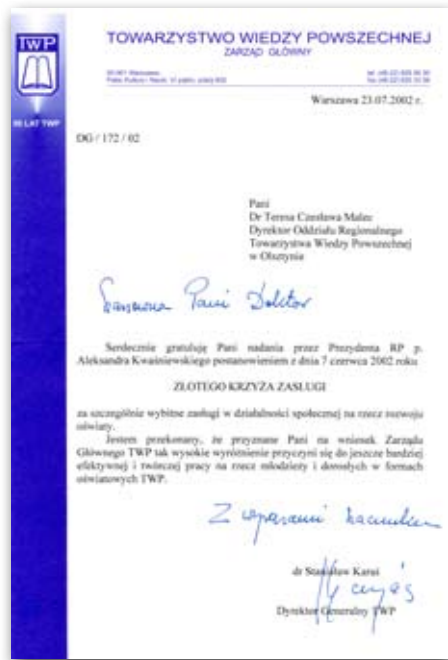 TWP
TOWARZYSTWO WIEDZY POWSZECHNEJ
ZARZĄD GŁÓWNY
Warszawa 23.07.2002 r.
LAT TWP
DG / 172 / 02
Pani
Dr Teresa Czesława Malec
Dyrektor Oddziału Regionalnego
Towarzystwa Wiedzy Powszechnej
w Olsztynie
Szanowna Pani Doktor
Serdecznie gratuluję Pani nadania przez Prezydenta RP p.
Aleksandra Kwaśniewskiego postanowieniem z dnia 7 czerwca 2002 roku
ZŁOTEGO KRZYŻA ZASŁUGI
za szczególnie wybitne zasługi w działalności społecznej na rzecz rozwoju
oświaty.
Jestem przekonany, że przyznane Pani na wniosek Zarządu
Głównego TWP tak wysokie wyróżnienie przyczyni się do jeszcze bardziej
efektywnej i twórczej pracy na rzecz młodzieży i dorosłych w formach
oświatowych TWP.
Z wyrazami szacunku
dr Stanisław Karaś
Dyrektor Generalny TWP